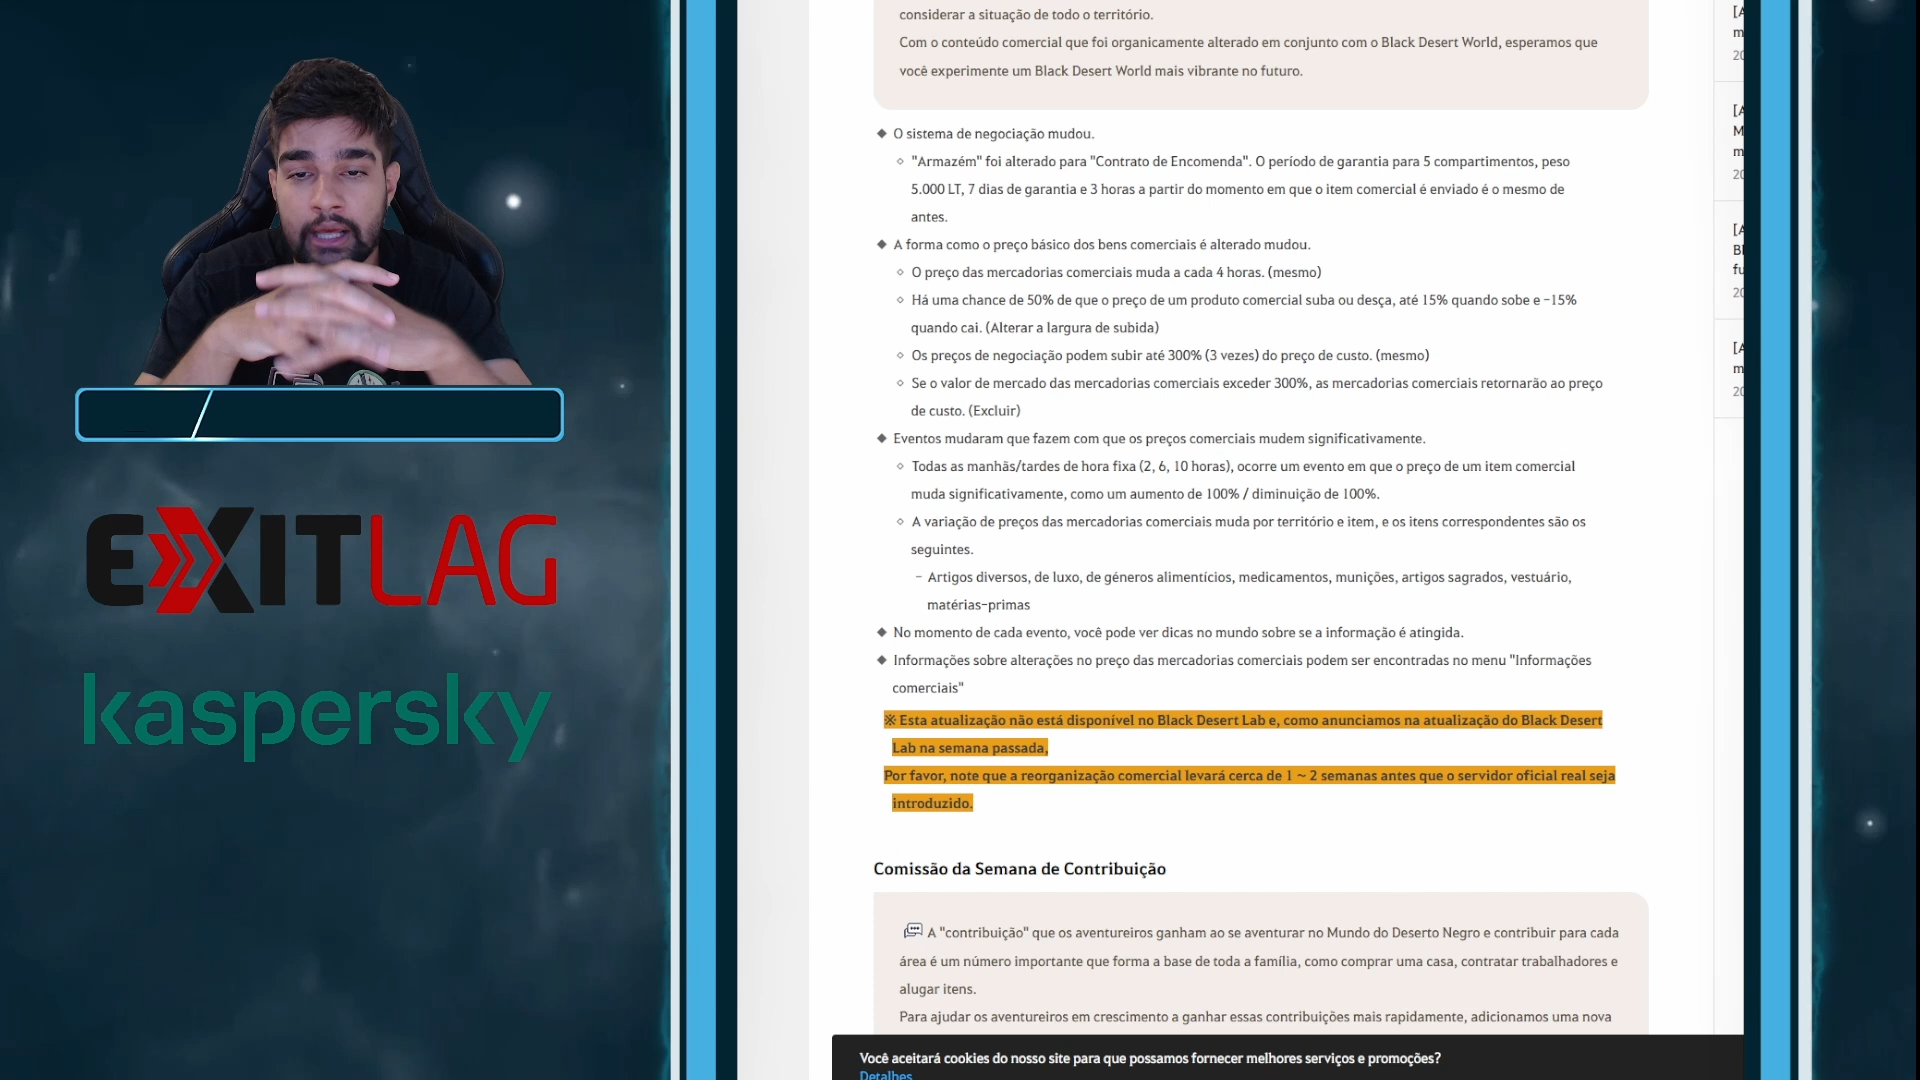 considerar a situação de todo o território.
Com o conteúdo comercial que foi organicamente alterado em conjunto com o Black Desert World, esperamos que
você experimente um Black Desert World mais vibrante no futuro.
◆ O sistema de negociação mudou.
◇ "Armazém" foi alterado para "Contrato de Encomenda". O período de garantia para 5 compartimentos, peso
5.000 LT, 7 dias de garantia e 3 horas a partir do momento em que o item comercial é enviado é o mesmo de
antes.
◆ A forma como o preço básico dos bens comerciais é alterado mudou.
◇ O preço das mercadorias comerciais muda a cada 4 horas. (mesmo)
◇ Há uma chance de 50% de que o preço de um produto comercial suba ou desça, até 15% quando sobe e -15%
quando cai. (Alterar a largura de subida)
◇ Os preços de negociação podem subir até 300% (3 vezes) do preço de custo. (mesmo)
◇ Se o valor de mercado das mercadorias comerciais exceder 300%, as mercadorias comerciais retornarão ao preço
de custo. (Excluir)
◆ Eventos mudaram que fazem com que os preços comerciais mudem significativamente.
◇ Todas as manhãs/tardes de hora fixa (2, 6, 10 horas), ocorre um evento em que o preço de um item comercial
muda significativamente, como um aumento de 100% / diminuição de 100%.
◇ A variação de preços das mercadorias comerciais muda por território e item, e os itens correspondentes são os
seguintes.
- Artigos diversos, de luxo, de géneros alimentícios, medicamentos, munições, artigos sagrados, vestuário,
matérias-primas
◆ No momento de cada evento, você pode ver dicas no mundo sobre se a informação é atingida.
◆ Informações sobre alterações no preço das mercadorias comerciais podem ser encontradas no menu "Informações
comerciais"
※ Esta atualização não está disponível no Black Desert Lab e, como anunciamos na atualização do Black Desert
Lab na semana passada,
Por favor, note que a reorganização comercial levará cerca de 1 ~ 2 semanas antes que o servidor oficial real seja
introduzido.
Comissão da Semana de Contribuição
A "contribuição" que os aventureiros ganham ao se aventurar no Mundo do Deserto Negro e contribuir para cada
área é um número importante que forma a base de toda a família, como comprar uma casa, contratar trabalhadores e
alugar itens.
Para ajudar os aventureiros em crescimento a ganhar essas contribuições mais rapidamente, adicionamos uma nova
Você aceitará cookies do nosso site para que possamos fornecer melhores serviços e promoções?
Detalhes
EXITLAG
kaspersky